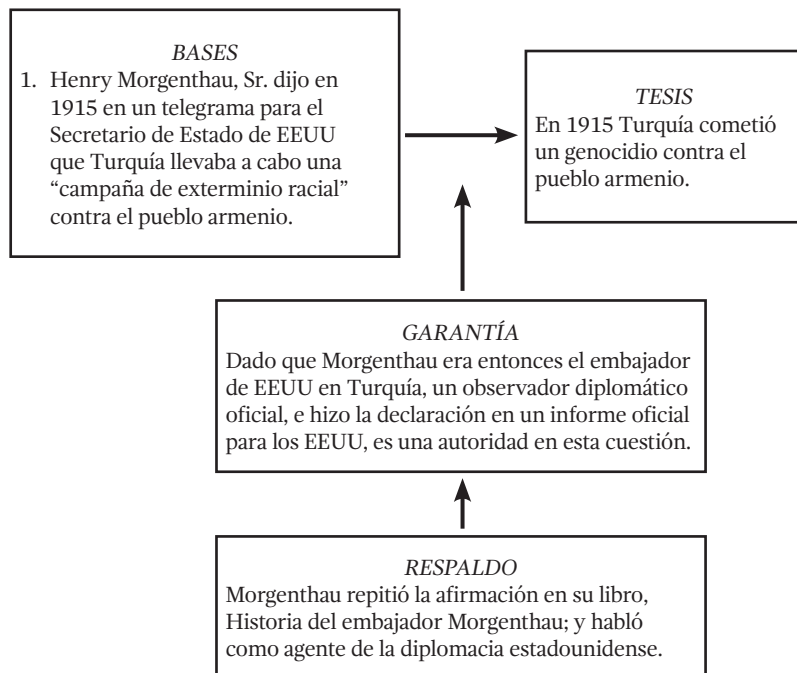 BASES
1. Henry Morgenthau, Sr. dijo en
1915 en un telegrama para el
Secretario de Estado de EEUU
que Turquía llevaba a cabo una
“campaña de exterminio racial”
contra el pueblo armenio.
TESIS
En 1915 Turquía cometió
un genocidio contra el
pueblo armenio.
GARANTÍA
Dado que Morgenthau era entonces el embajador
de EEUU en Turquía, un observador diplomático
oficial, e hizo la declaración en un informe oficial
para los EEUU, es una autoridad en esta cuestión.
RESPALDO
Morgenthau repitió la afirmación en su libro,
Historia del embajador Morgenthau; y habló
como agente de la diplomacia estadounidense.